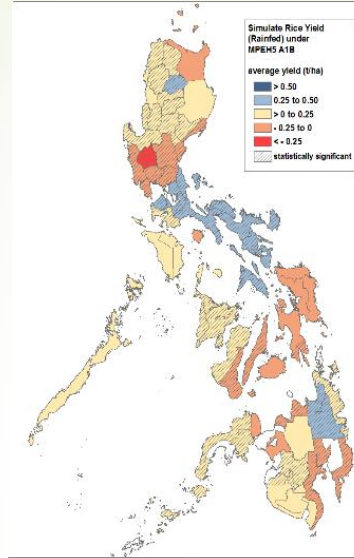 Simulate Rice Yield
(Rainfed) under
MPEH5 A1B
average yield (t/ha)
> 0.50
0.25 to 0.50
> 0 to 0.25
- 0.25 to 0
< - 0.25
statistically significant